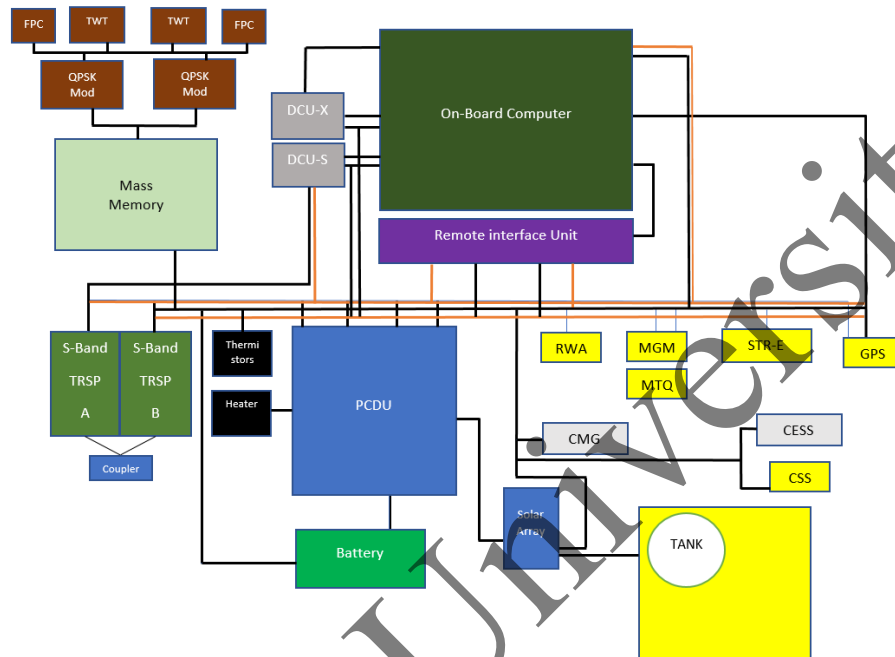 FPC
TWT
TWT
FPC
QPSK
Mod
QPSK
Mod
DCU-X
On-Board Computer
DCU-S
Mass
Memory
Remote interface Unit
S-Band
TRSP
A
S-Band
TRSP
B
Thermi
stors
PCDU
RWA
MGM
STR-E
GPS
MTQ
Heater
CMG
CESS
Coupler
CSS
Solar
Array
Battery
TANK
Universit